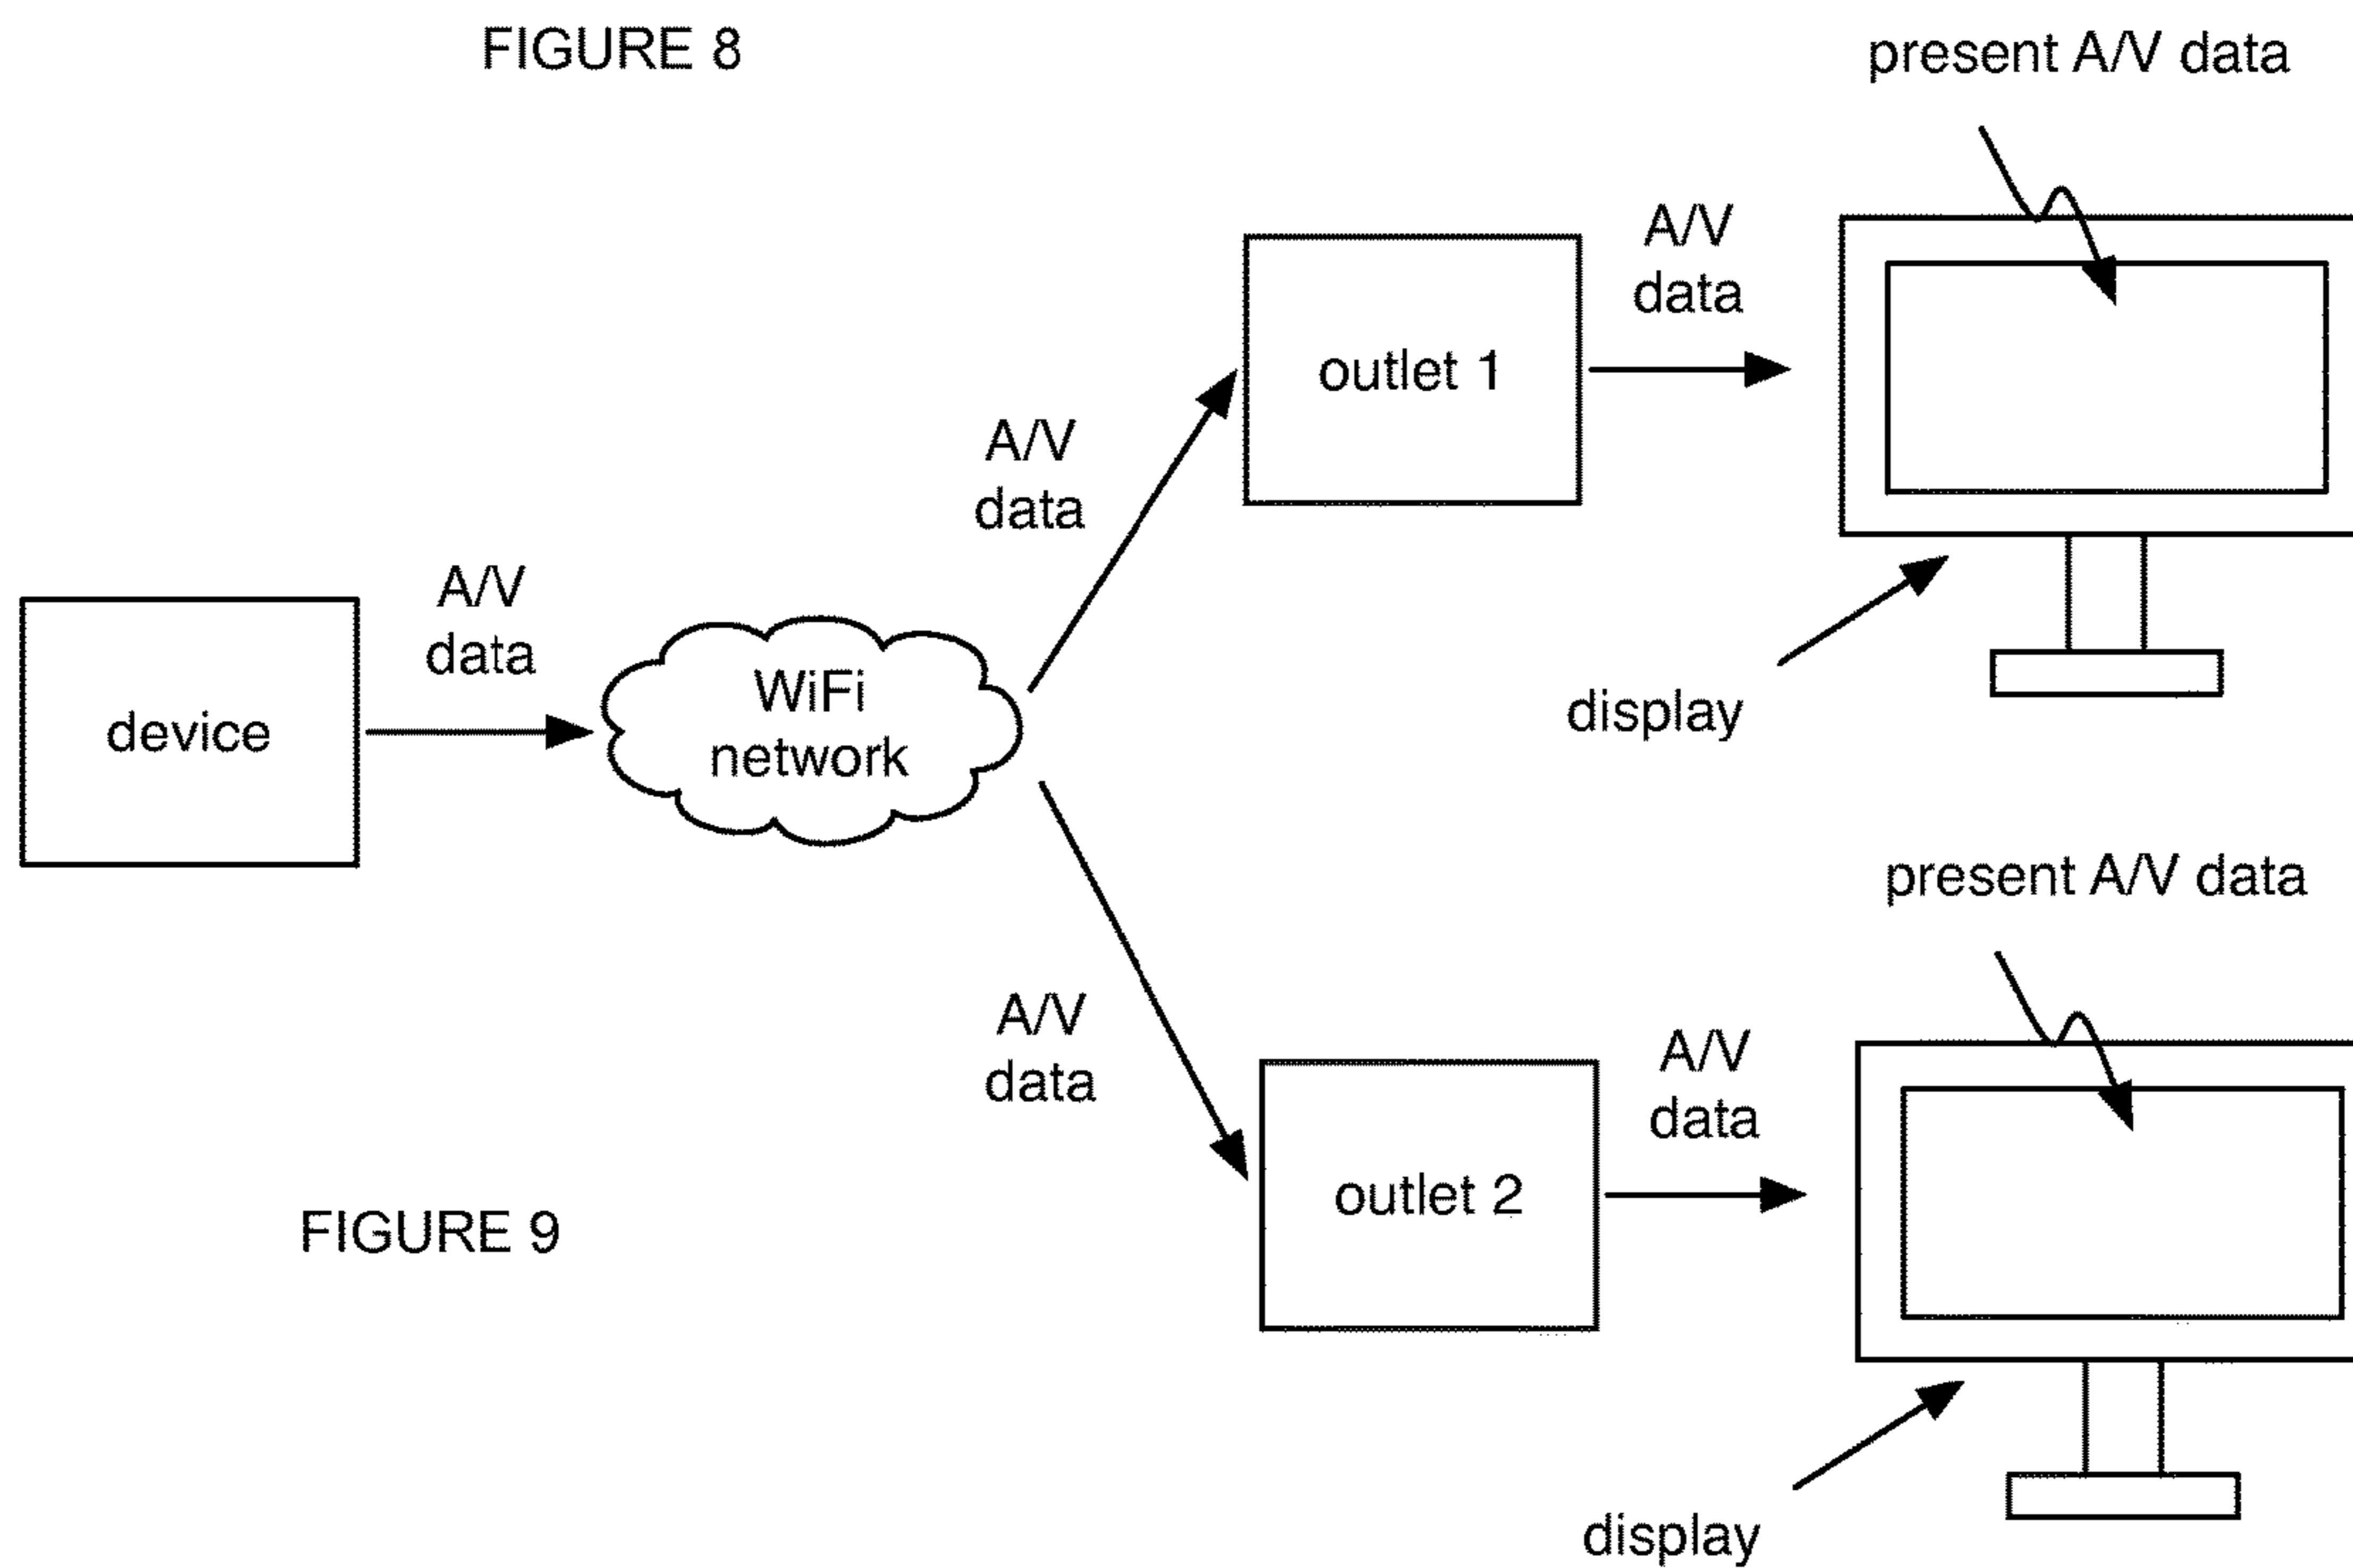 FIGURE 8
present A/V data
A/V
data
outlet 1
A/V
data
display
A/V
data
device
WiFi
network
present A/V data
A/V
data
A/V
data
outlet 2
display
FIGURE 9